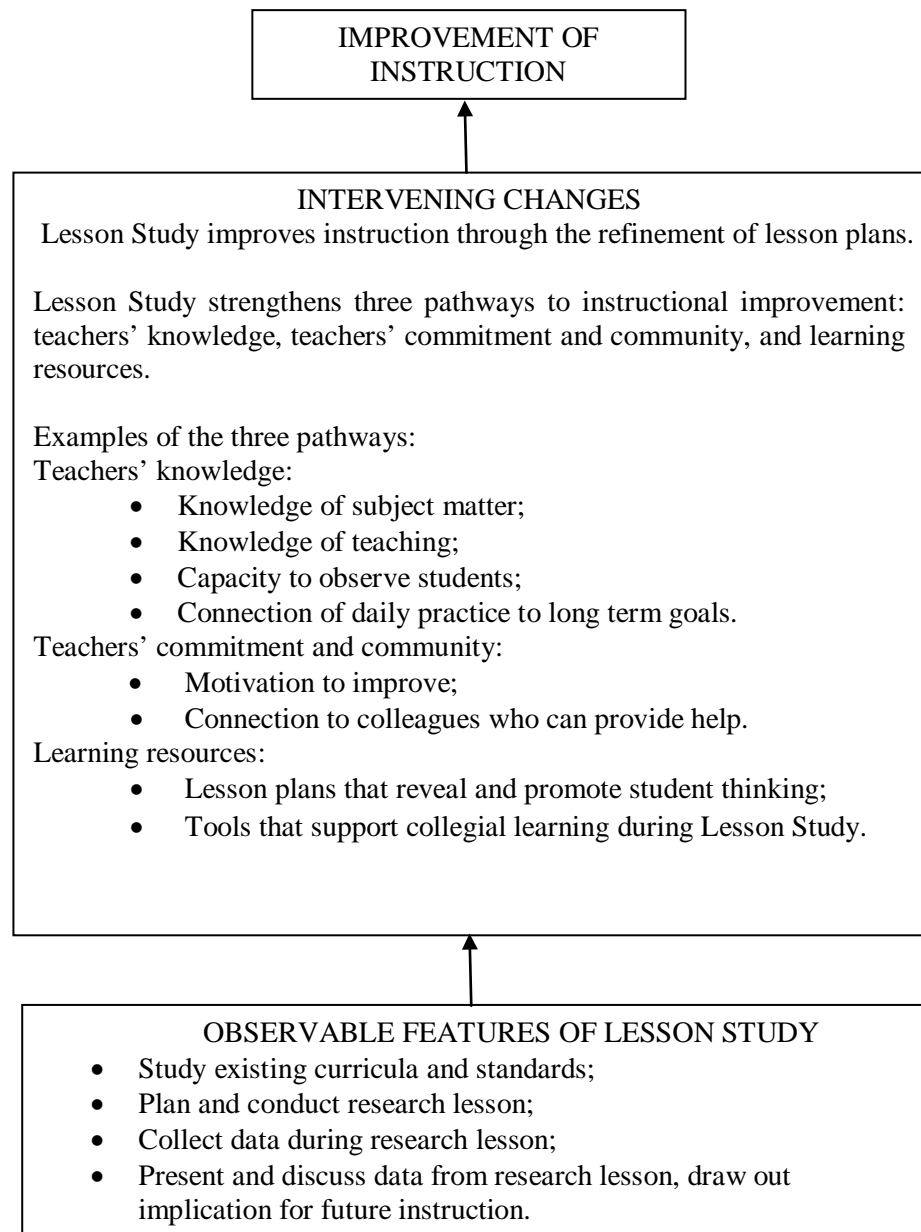 IMPROVEMENT OF
INSTRUCTION
INTERVENING CHANGES
Lesson Study improves instruction through the refinement of lesson plans.
Lesson Study strengthens three pathways to instructional improvement:
teachers’ knowledge, teachers’ commitment and community, and learning
resources.
Examples of the three pathways:
Teachers’ knowledge:
• Knowledge of subject matter;
• Knowledge of teaching;
• Capacity to observe students;
• Connection of daily practice to long term goals.
Teachers’ commitment and community:
• Motivation to improve;
• Connection to colleagues who can provide help.
Learning resources:
• Lesson plans that reveal and promote student thinking;
• Tools that support collegial learning during Lesson Study.
OBSERVABLE FEATURES OF LESSON STUDY
• Study existing curricula and standards;
• Plan and conduct research lesson;
• Collect data during research lesson;
• Present and discuss data from research lesson, draw out
implication for future instruction.